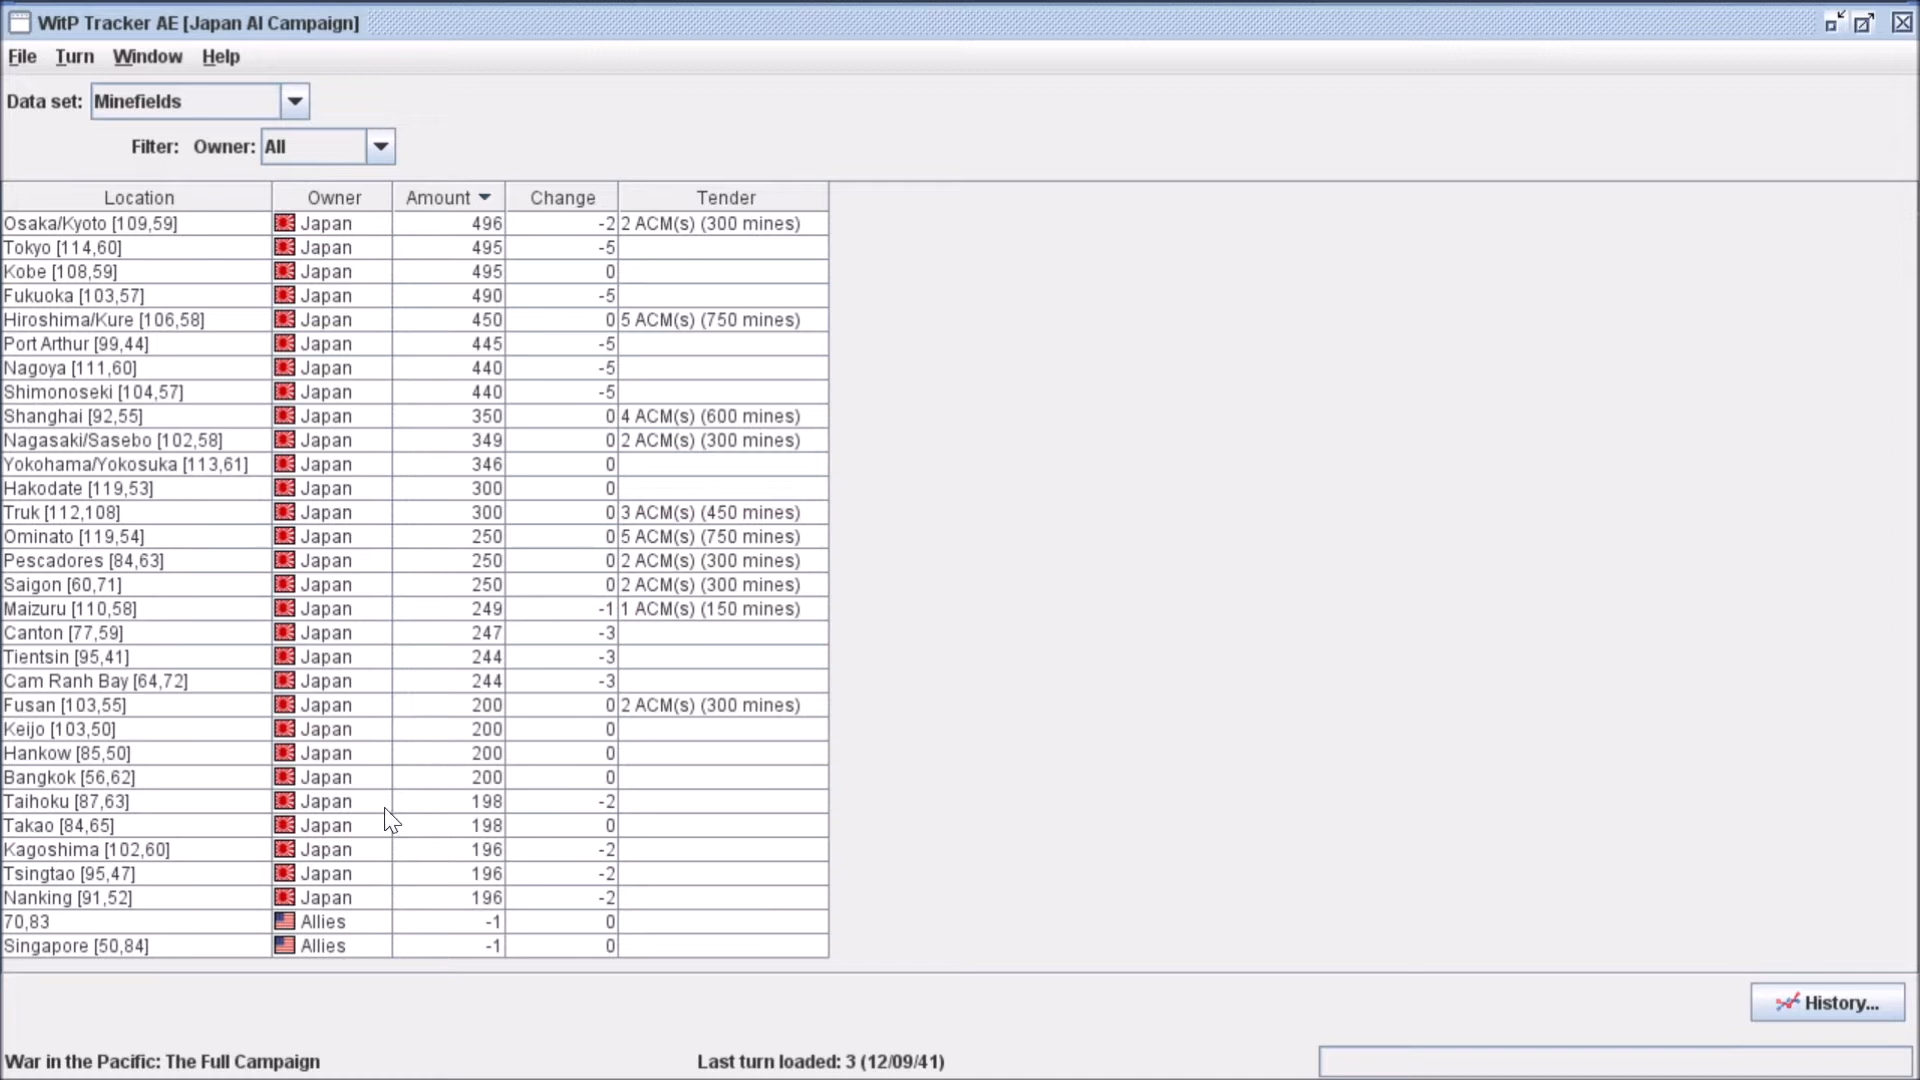 WitP Tracker AE [Japan AI Campaign]
File Turn Window Help
Data set: Minefields
Filter: Owner: All
Location Owner Amount Change Tender
Osaka/Kyoto [109,59] Japan 496 -2 2 ACM(s) (300 mines)
Tokyo [114,60] Japan 495 -5
Kobe [108,59] Japan 495 0
Fukuoka [103,57] Japan 490 -5
Hiroshima/Kure [106,58] Japan 450 0 5 ACM(s) (750 mines)
Port Arthur [99,44] Japan 445 -5
Nagoya [111,60] Japan 440 -5
Shimonoseki [104,57] Japan 440 -5
Shanghai [92,55] Japan 350 0 4 ACM(s) (600 mines)
Nagasaki/Sasebo [102,58] Japan 349 0 2 ACM(s) (300 mines)
Yokohama/Yokosuka [113,61] Japan 346 0
Hakodate [119,53] Japan 300 0
Truk [112,108] Japan 300 0 3 ACM(s) (450 mines)
Ominato [119,54] Japan 250 0 5 ACM(s) (750 mines)
Pescadores [84,63] Japan 250 0 2 ACM(s) (300 mines)
Saigon [60,71] Japan 250 0 2 ACM(s) (300 mines)
Maizuru [110,58] Japan 249 -1 1 ACM(s) (150 mines)
Canton [77,59] Japan 247 -3
Tientsin [95,41] Japan 244 -3
Cam Ranh Bay [64,72] Japan 244 -3
Fusan [103,55] Japan 200 0 2 ACM(s) (300 mines)
Keijo [103,50] Japan 200 0
Hankow [85,50] Japan 200 0
Bangkok [56,62] Japan 200 0
Taihoku [87,63] Japan 198 -2
Takao [84,65] Japan 198 0
Kagoshima [102,60] Japan 196 -2
Tsingtao [95,47] Japan 196 -2
Nanking [91,52] Japan 196 -2
70,83 Allies -1 0
Singapore [50,84] Allies -1 0
History...
War in the Pacific: The Full Campaign Last turn loaded: 3 (12/09/41)